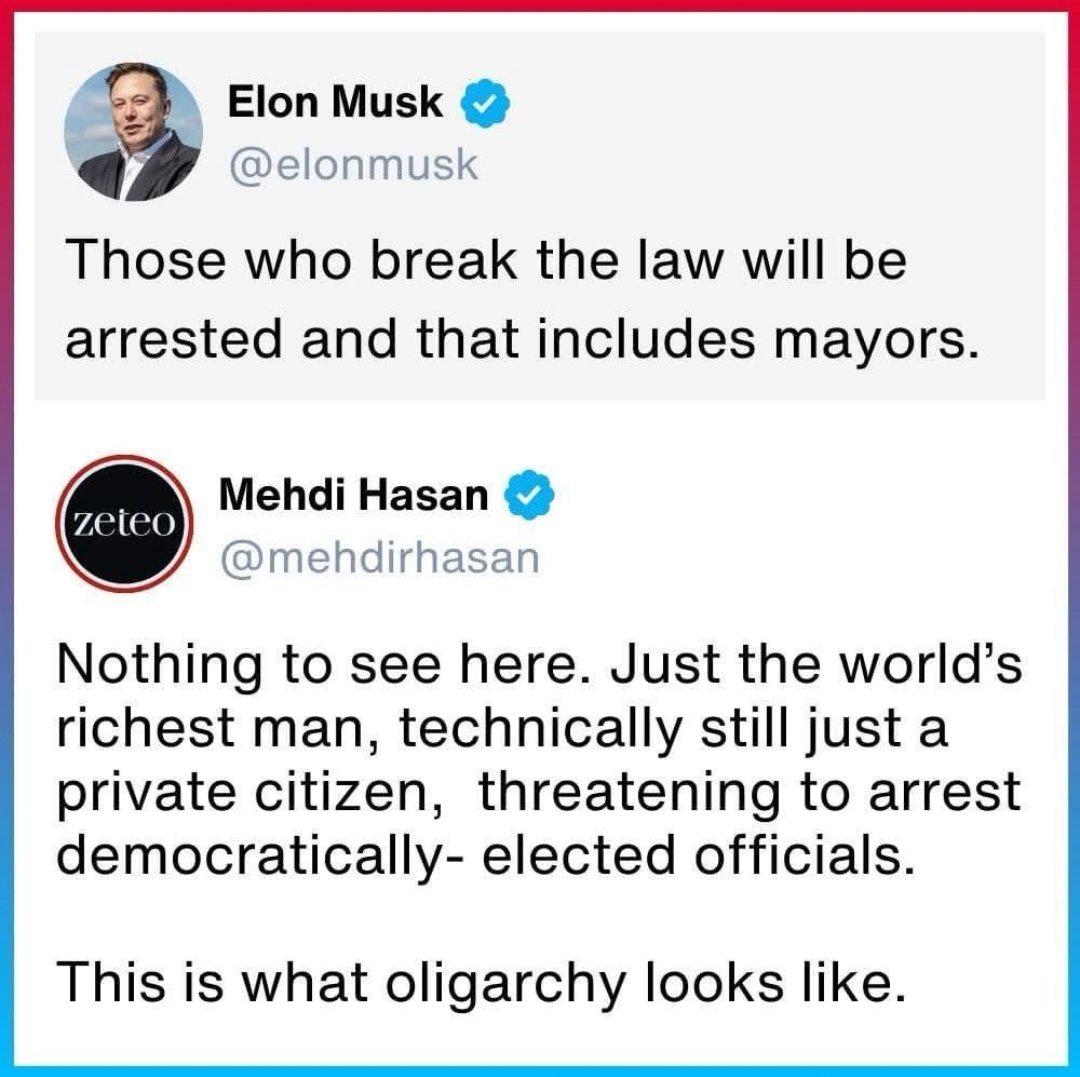 Elon Musk
@elonmusk
Those who break the law will be
arrested and that includes mayors.
zeteo
Mehdi Hasan
@mehdirhasan
Nothing to see here. Just the world’s
richest man, technically still just a
private citizen,  threatening to arrest
democratically- elected officials.
This is what oligarchy looks like.